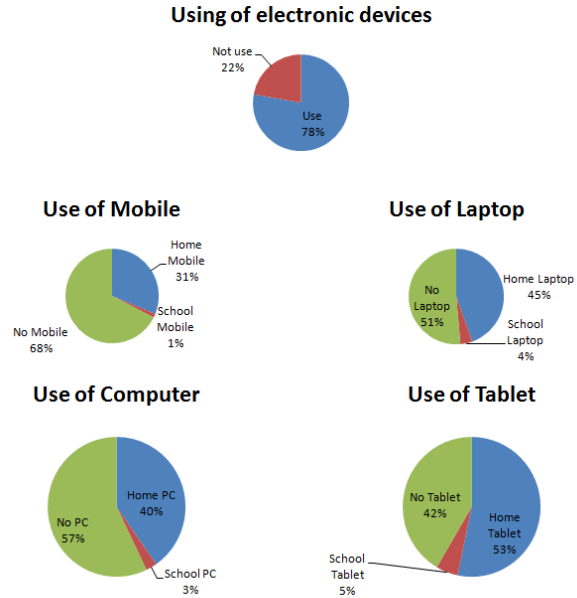 Using of electronic devices
Not use
22%
Use
78%
Use of Mobile
Home
Mobile
31%
School
Mobile
1%
No Mobile
68%
Use of Laptop
Home Laptop
45%
No
Laptop
51%
School
Laptop
4%
Use of Computer
Home PC
40%
No PC
57%
School PC
3%
Use of Tablet
No Tablet
42%
Home
Tablet
53%
School
Tablet
5%